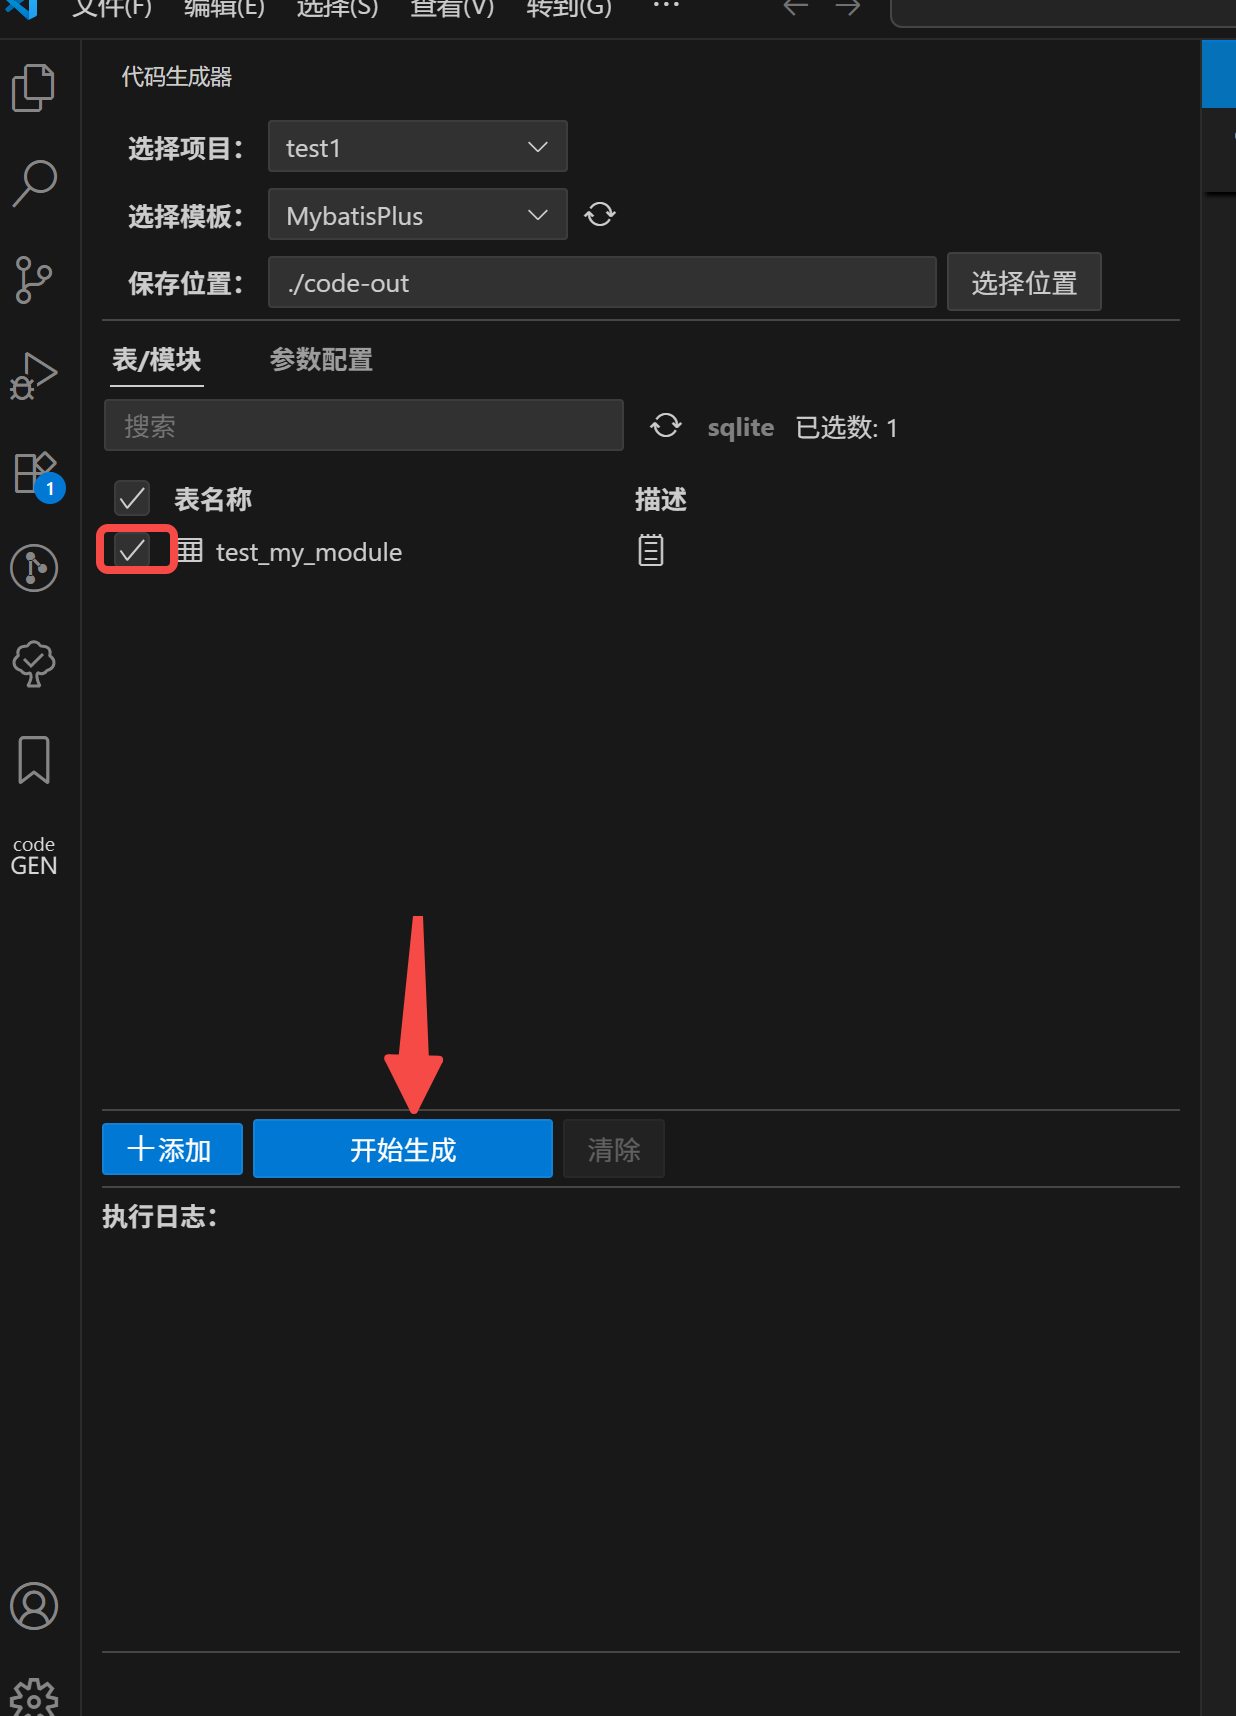 文件(F) 编辑(E) 选择(S) 查看(V) 转到(G) ···
代码生成器
选择项目： test1
选择模板： MybatisPlus
保存位置： ./code-out 选择位置
表/模块 参数配置
搜索 sqlite 已选数: 1
1
表名称 描述
test_my_module
code
GEN
添加 开始生成 清除
执行日志：